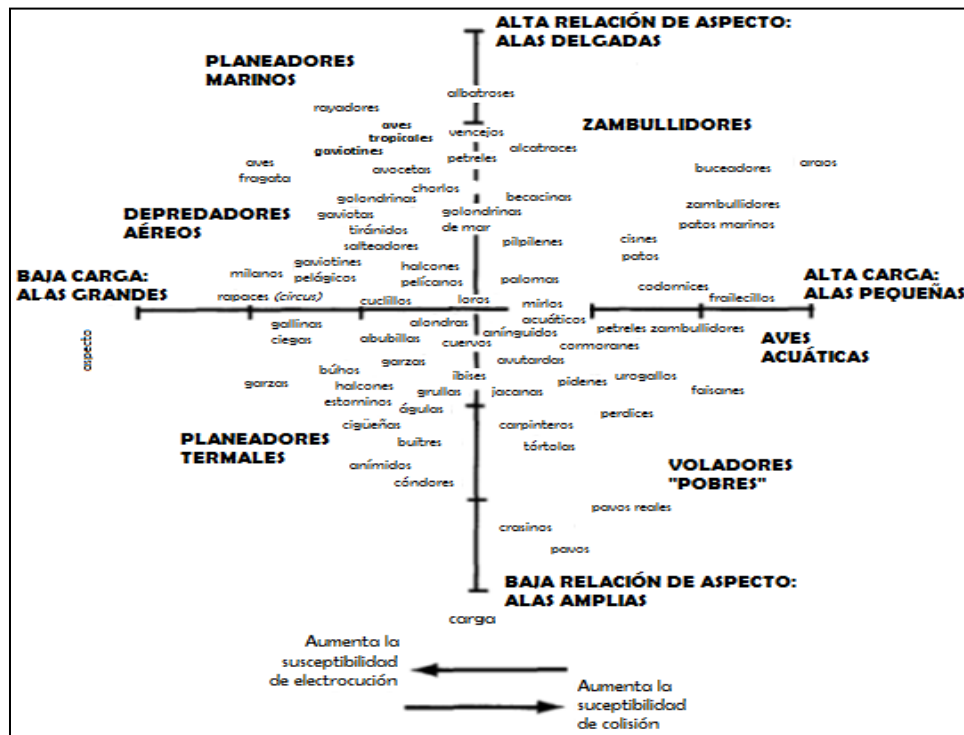 ALTA RELACIÓN DE ASPECTO:
ALAS DELGADAS
PLANEADORES
MARINOS
albatroses
rayadores
aves
tropicales
vencejos
ZAMBULLIDORES
gaviotines
alcatraces
petreles
aves
fragata
avocetas
buceadores
araos
chorlos
golondrinas
becacinas
zambullidores
DEPREDADORES
AÉREOS
gaviotas
golondrinas
de mar
patos marinos
tiránidos
salteadores
pilpilenes
cisnes
patos
gaviotines
pelágicos
halcones
pelícanos
BAJA CARGA:
ALAS GRANDES
milanos
palomas
codornices
ALTA CARGA:
ALAS PEQUEÑAS
rapaces (circus)
cuclillos
loros
mirlos
acuáticos
frailecillos
aspecto
gallinas
ciegas
alondras
anínguidos
petreles zambullidores
AVES
ACUÁTICAS
abubillas
cuervos
cormoranes
búhos
garzas
avutardas
garzas
halcones
ibises
pidenes
urogallos
faisanes
estorninos
grullas
jacanas
águlas
perdices
cigüeñas
carpinteros
PLANEADORES
TERMALES
buitres
tórtolas
anímidos
VOLADORES
"POBRES"
cóndores
pavos reales
crasinos
pavos
BAJA RELACIÓN DE ASPECTO:
ALAS AMPLIAS
carga
Aumenta la
susceptibilidad
de electrocución
Aumenta la
suceptibilidad
de colisión